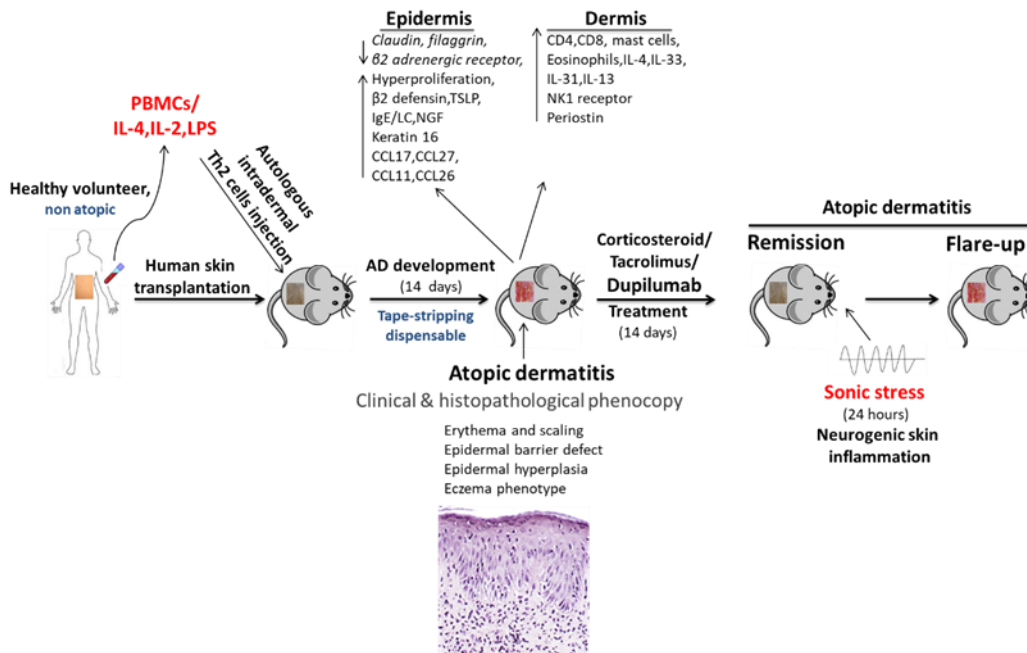 Epidermis
Claudin, filaggrin,
β2 adrenergic receptor,
Hyperproliferation,
β2 defensin,TSLP,
IgE/LC,NGF
Keratin 16
CCL17,CCL27,
CCL11,CCL26
Dermis
CD4,CD8, mast cells,
Eosinophils,IL-4,IL-33,
IL-31,IL-13
NK1 receptor
Periostin
PBMCs/
IL-4,IL-2,LPS
Autologous
intradermal
Th2 cells injection
Healthy volunteer,
non atopic
Human skin
transplantation
AD development
(14 days)
Tape-stripping
dispensable
Corticosteroid/
Tacrolimus/
Dupilumab
Treatment
(14 days)
Atopic dermatitis
Remission
Flare-up
Sonic stress
(24 hours)
Neurogenic skin
inflammation
Atopic dermatitis
Clinical & histopathological phenocopy
Erythema and scaling
Epidermal barrier defect
Epidermal hyperplasia
Eczema phenotype